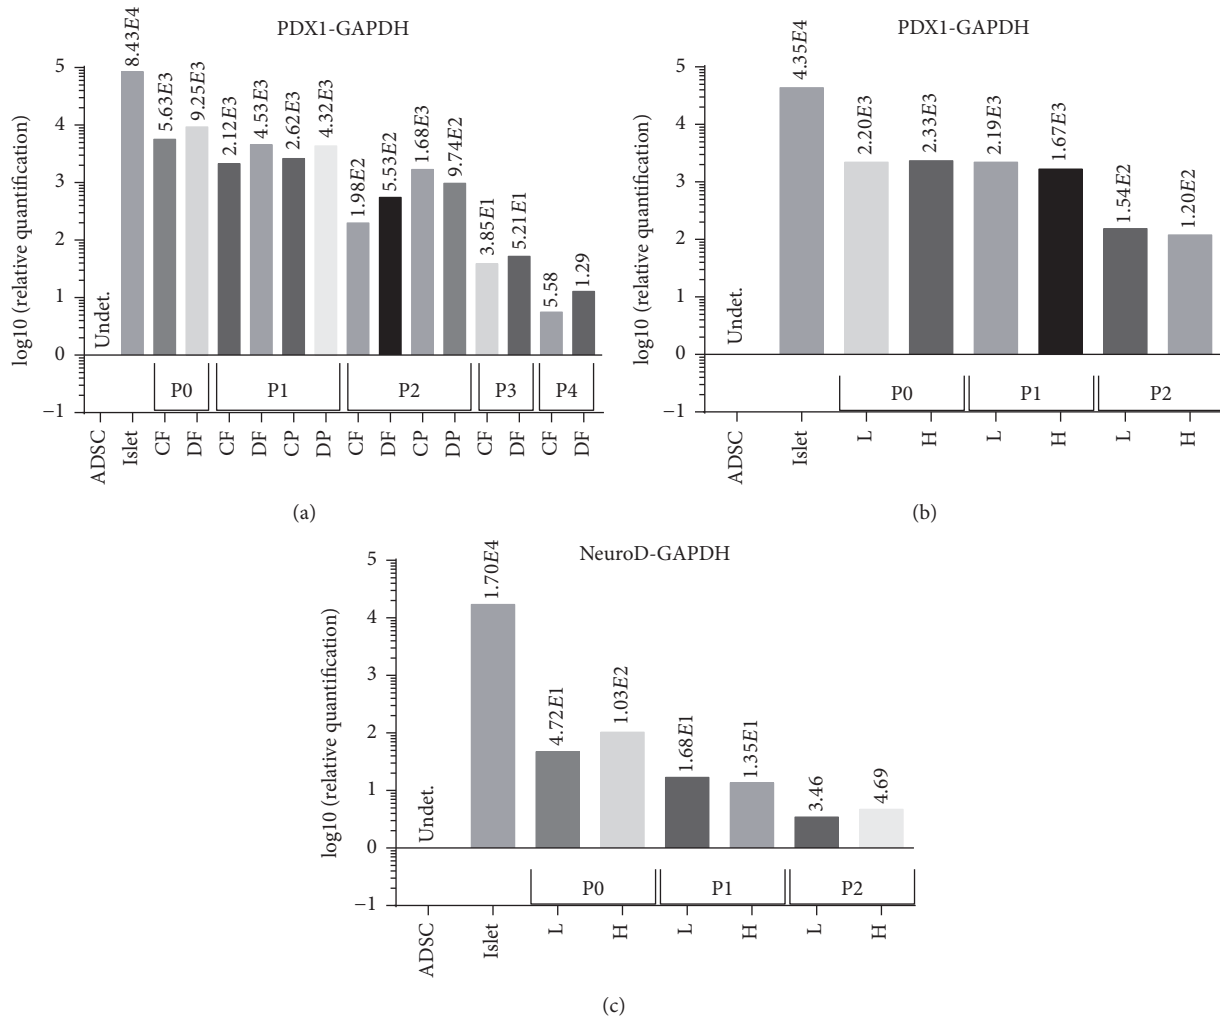 PDX1-GAPDH
log10 (relative quantification)
5
4
3
2
1
0
−1
Undet.
8.43E4
5.63E3
9.25E3
2.12E3
4.53E3
2.62E3
4.32E3
1.98E2
5.53E2
1.68E3
9.74E2
3.85E1
5.21E1
5.58
1.29
P0 P1 P2 P3 P4
ADSC Islet CF DF CF DF CP DP CF DF CP DP CF DF CF DF
(a)
PDX1-GAPDH
log10 (relative quantification)
5
4
3
2
1
0
−1
Undet.
4.35E4
2.20E3
2.33E3
2.19E3
1.67E3
1.54E2
1.20E2
P0 P1 P2
ADSC Islet L H L H L H
(b)
NeuroD-GAPDH
log10 (relative quantification)
5
4
3
2
1
0
−1
Undet.
1.70E4
4.72E1
1.03E2
1.68E1
1.35E1
3.46
4.69
P0 P1 P2
ADSC Islet L H L H L H
(c)